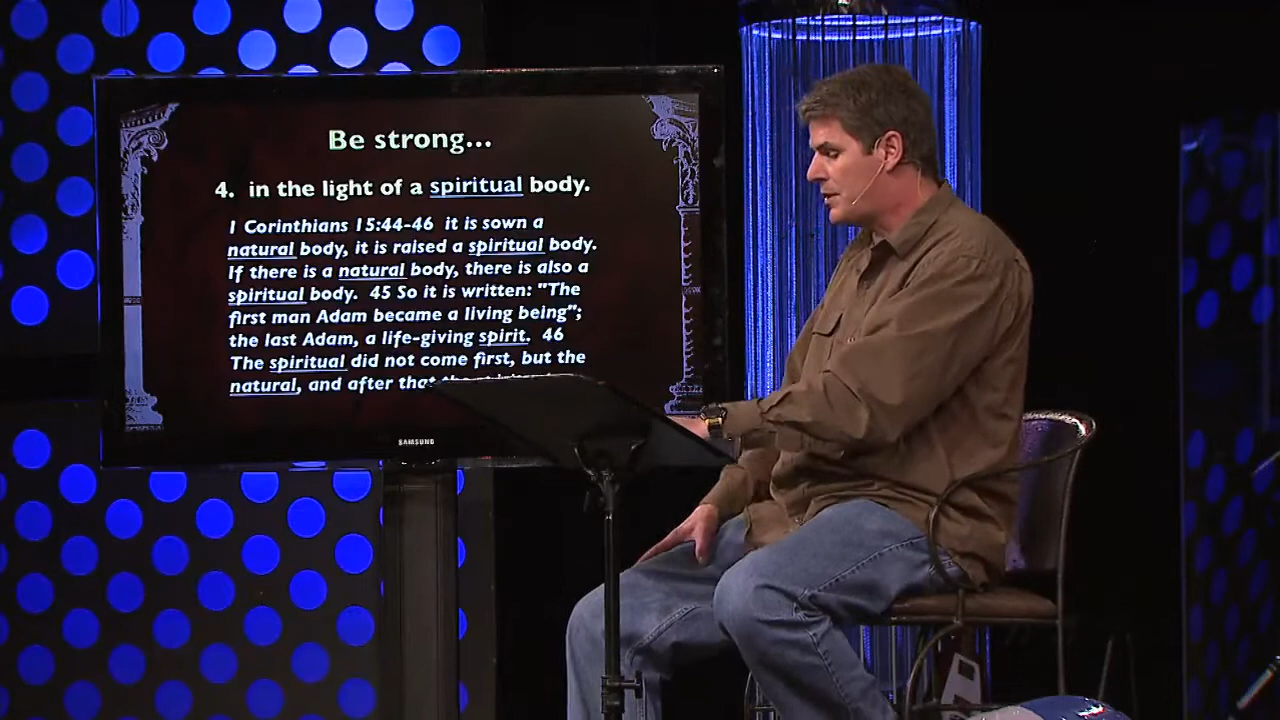 Be strong...
4. in the light of a spiritual body.
1 Corinthians 15:44-46 it is sown a
natural body, it is raised a spiritual body.
If there is a natural body, there is also a
spiritual body. 45 So it is written: "The
first man Adam became a living being";
the last Adam, a life-giving spirit. 46
The spiritual did not come first, but the
natural, and after that
SAMSUNG